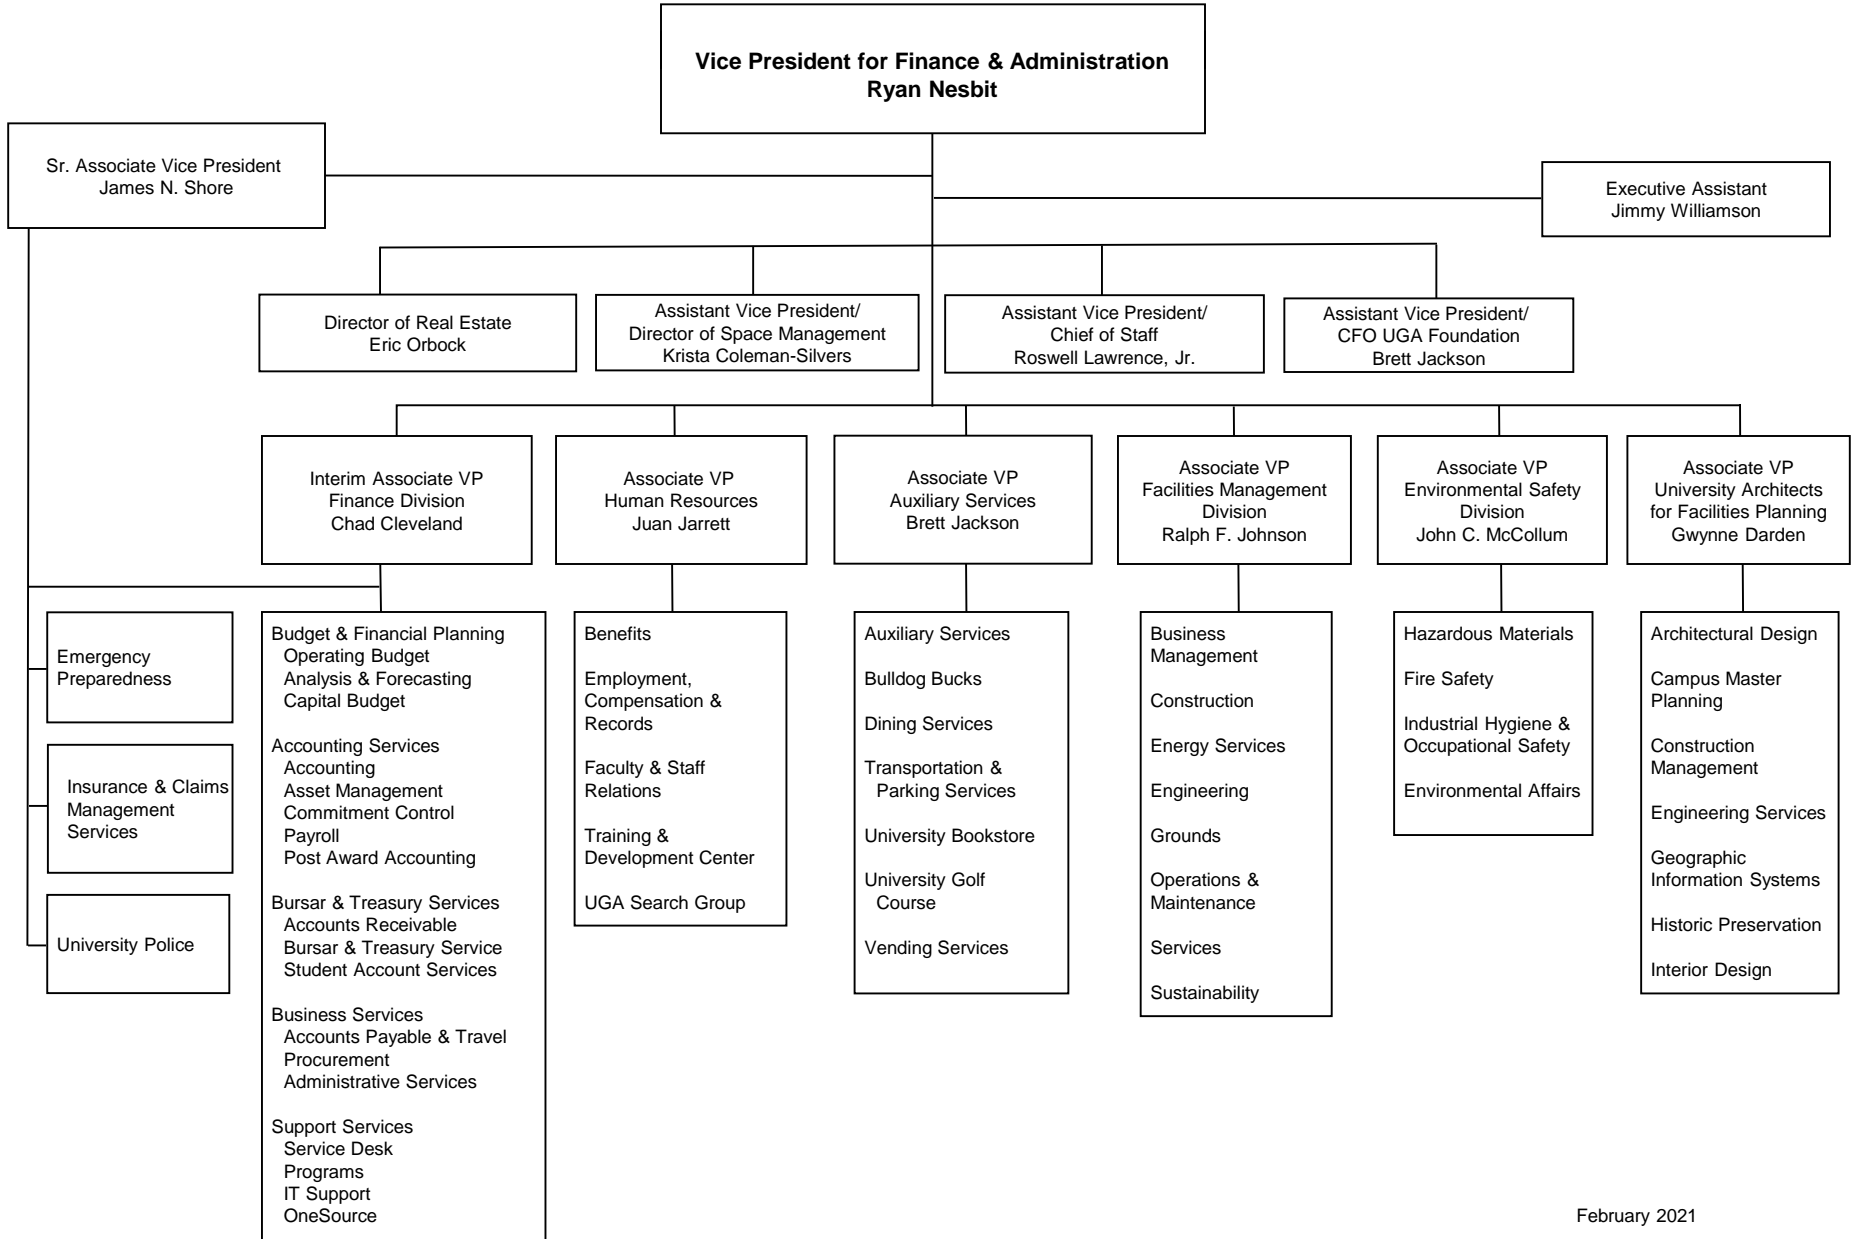 Vice President for Finance & Administration
Ryan Nesbit
Sr. Associate Vice President
James N. Shore
Executive Assistant
Jimmy Williamson
Director of Real Estate
Eric Orbock
Assistant Vice President/
Director of Space Management
Krista Coleman-Silvers
Assistant Vice President/
Chief of Staff
Roswell Lawrence, Jr.
Assistant Vice President/
CFO UGA Foundation
Brett Jackson
Interim Associate VP
Finance Division
Chad Cleveland
Associate VP
Human Resources
Juan Jarrett
Associate VP
Auxiliary Services
Brett Jackson
Associate VP
Facilities Management
Division
Ralph F. Johnson
Associate VP
Environmental Safety
Division
John C. McCollum
Associate VP
University Architects
for Facilities Planning
Gwynne Darden
Emergency
Preparedness
Insurance & Claims
Management
Services
University Police
Budget & Financial Planning
Operating Budget
Analysis & Forecasting
Capital Budget
Accounting Services
Accounting
Asset Management
Commitment Control
Payroll
Post Award Accounting
Bursar & Treasury Services
Accounts Receivable
Bursar & Treasury Service
Student Account Services
Business Services
Accounts Payable & Travel
Procurement
Administrative Services
Support Services
Service Desk
Programs
IT Support
OneSource
Benefits
Employment,
Compensation &
Records
Faculty & Staff
Relations
Training &
Development Center
UGA Search Group
Auxiliary Services
Bulldog Bucks
Dining Services
Transportation &
Parking Services
University Bookstore
University Golf
Course
Vending Services
Business
Management
Construction
Energy Services
Engineering
Grounds
Operations &
Maintenance
Services
Sustainability
Hazardous Materials
Fire Safety
Industrial Hygiene &
Occupational Safety
Environmental Affairs
Architectural Design
Campus Master
Planning
Construction
Management
Engineering Services
Geographic
Information Systems
Historic Preservation
Interior Design
February 2021